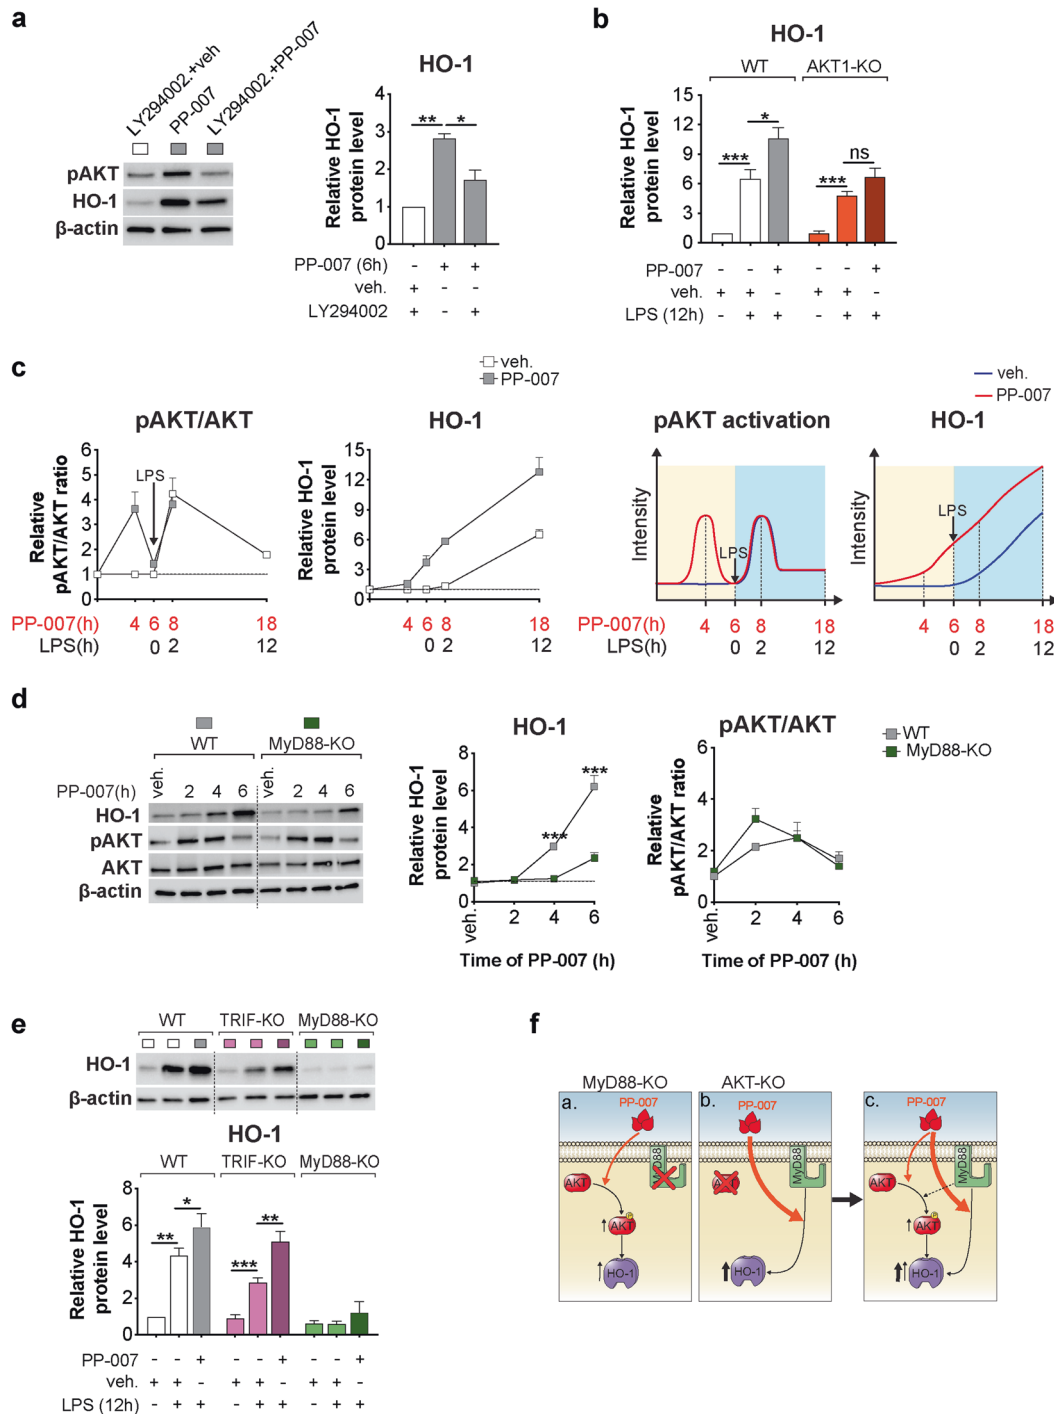 a
LY294002.+veh
PP-007
LY294002.+PP-007
pAKT
HO-1
β-actin
HO-1
Relative HO-1
protein level
4
3
2
1
0
** *
PP-007 (6h) - + +
veh. + - -
LY294002 + - +
b
HO-1
WT AKT1-KO
Relative HO-1
protein level
15
12
9
6
3
0
*** * *** ns
PP-007 - - + - - +
veh. + + - + + -
LPS (12h) - + + - + +
c
veh.
PP-007
pAKT/AKT
Relative
pAKT/AKT ratio
6
5
4
3
2
1
0
LPS
PP-007(h) 4 6 8 18
LPS(h) 0 2 12
HO-1
Relative HO-1
protein level
15
12
9
6
3
0
4 6 8 18
0 2 12
veh.
PP-007
pAKT activation
Intensity
LPS
PP-007(h) 4 6 8 18
LPS(h) 0 2 12
HO-1
Intensity
LPS
4 6 8 18
0 2 12
d
WT MyD88-KO
PP-007(h) veh. 2 4 6 veh. 2 4 6
HO-1
pAKT
AKT
β-actin
HO-1
Relative HO-1
protein level
8
6
4
2
0
*** ***
veh. 2 4 6
Time of PP-007 (h)
pAKT/AKT
WT
MyD88-KO
Relative
pAKT/AKT ratio
6
4
2
0
veh. 2 4 6
Time of PP-007 (h)
e
WT TRIF-KO MyD88-KO
HO-1
β-actin
HO-1
WT TRIF-KO MyD88-KO
Relative HO-1
protein level
8
6
4
2
0
** * *** **
PP-007 - - + - - + - - +
veh. + + - + + - + + -
LPS (12h) - + + - + + - + +
f
MyD88-KO AKT-KO
a.
PP-007
MyD88
AKT
P
AKT
HO-1
b.
PP-007
AKT
MyD88
HO-1
c.
PP-007
MyD88
AKT
P
AKT
HO-1